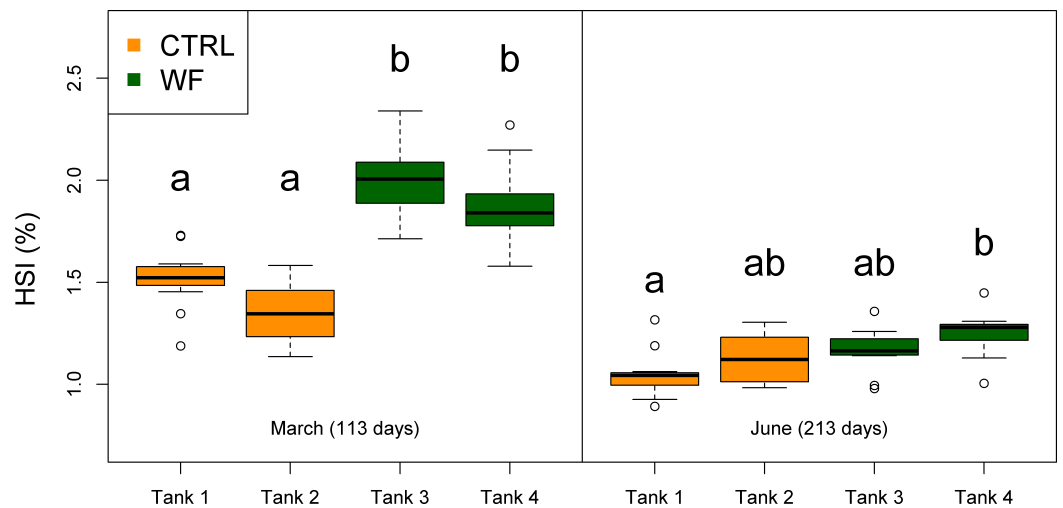 CTRL
WF
HSI (%)
2.5
2.0
1.5
1.0
a
a
b
b
a
ab
ab
b
March (113 days)
June (213 days)
Tank 1
Tank 2
Tank 3
Tank 4
Tank 1
Tank 2
Tank 3
Tank 4